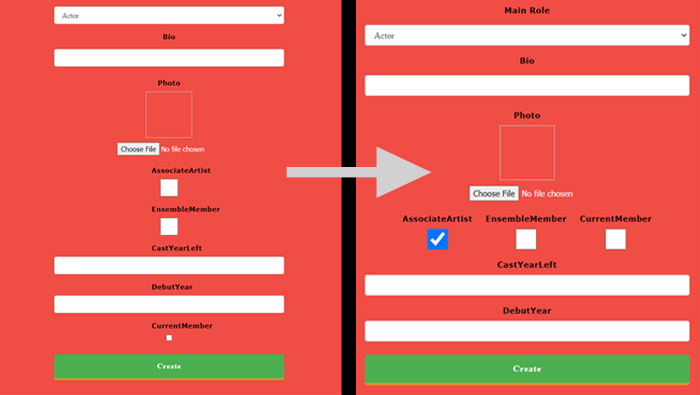 Actor
Bio
Photo
Choose File No file chosen
AssociateArtist
EnsembleMember
CastYearLeft
DebutYear
CurrentMember
Create
Main Role
Actor
Bio
Photo
Choose File No file chosen
AssociateArtist EnsembleMember CurrentMember
CastYearLeft
DebutYear
Create